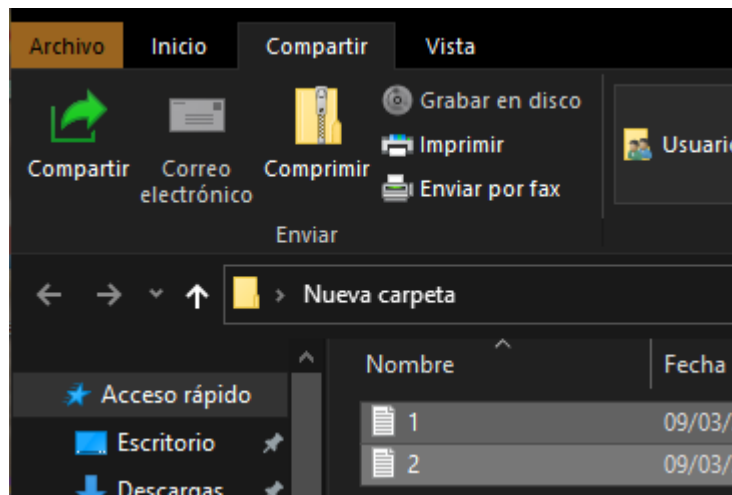 Archivo Inicio Compartir Vista
Compartir
Correo electrónico
Comprimir
Grabar en disco
Imprimir
Enviar por fax
Enviar
Nueva carpeta
Nombre Fecha
Acceso rápido
Escritorio
Descargas
1 09/03/
2 09/03/